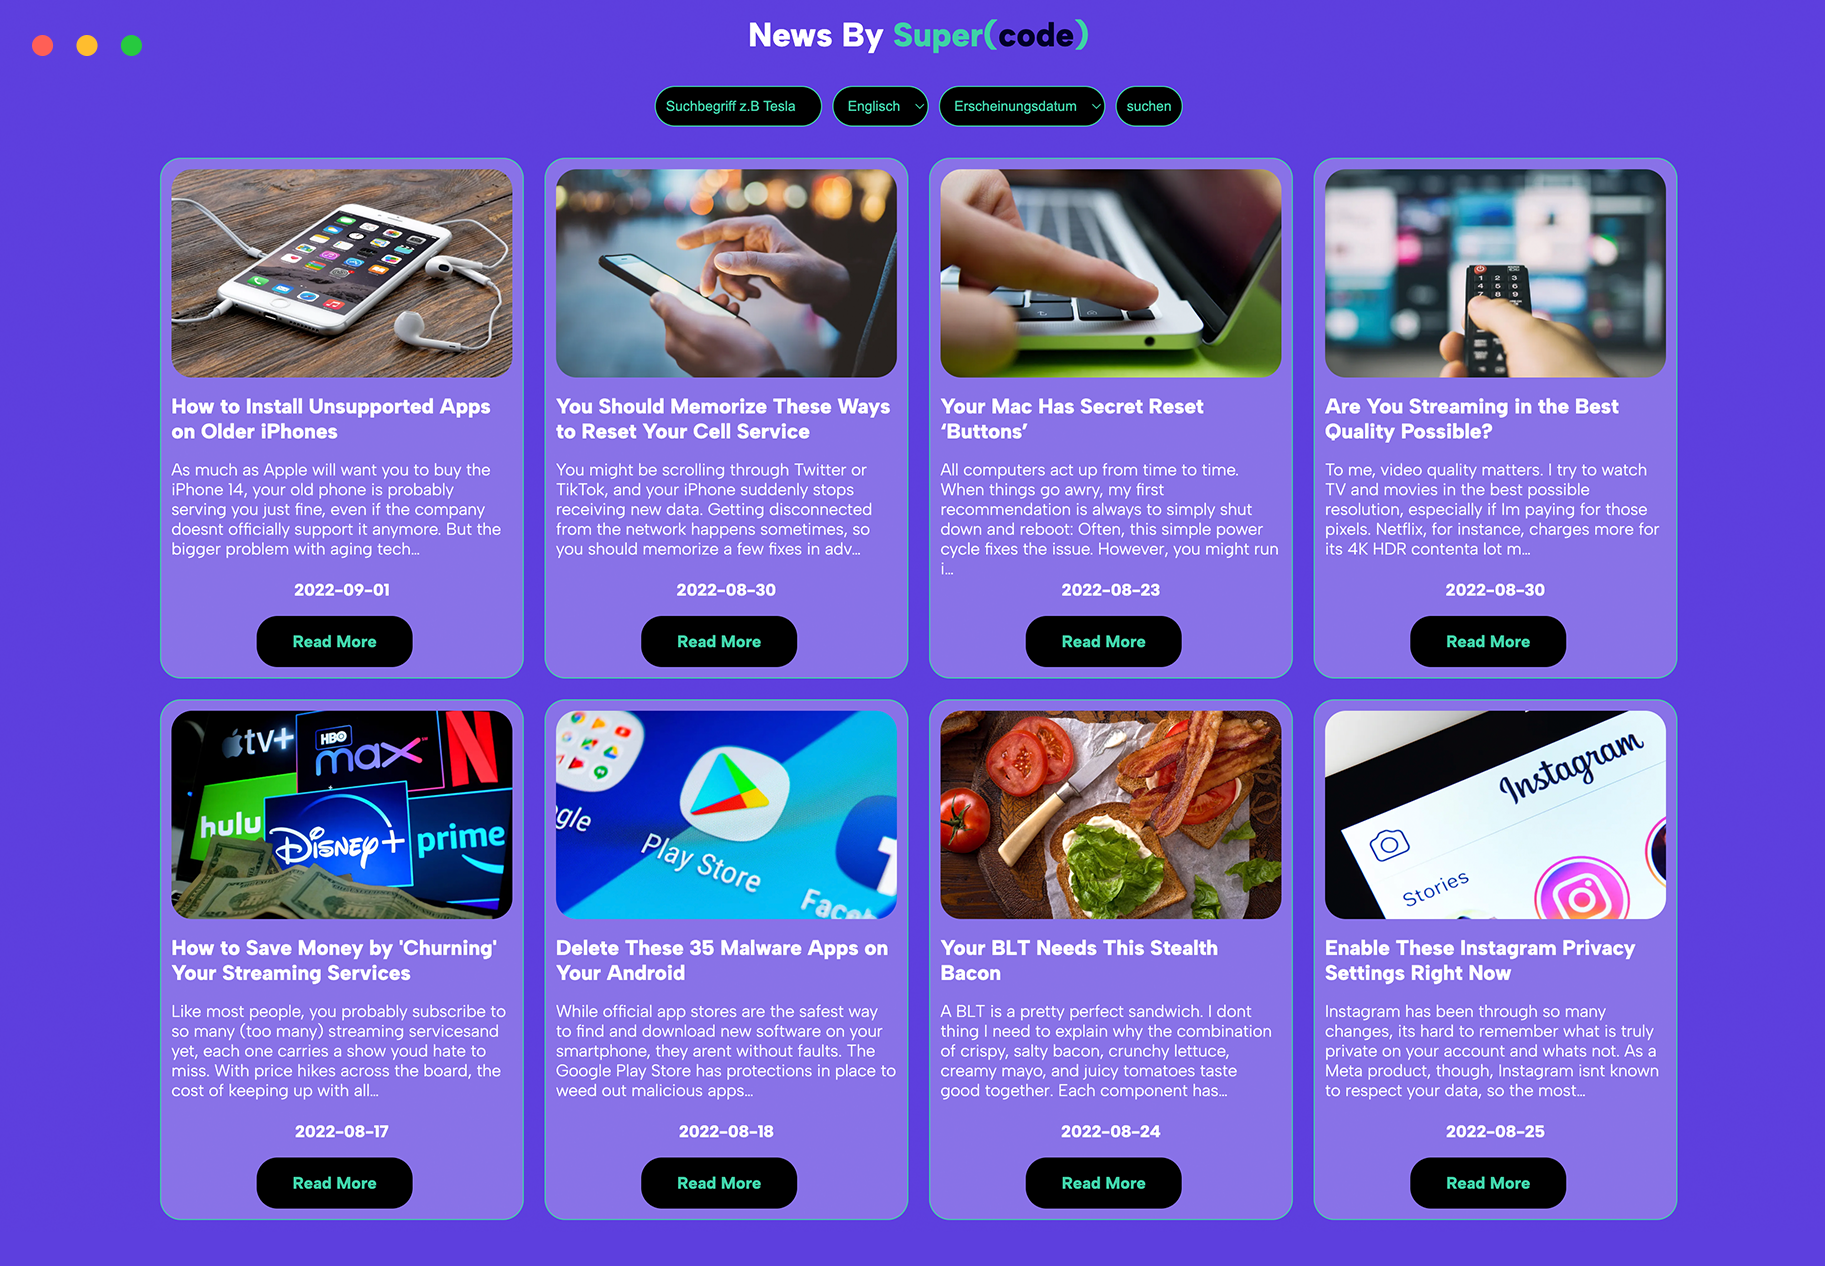 News By Super(code)
Suchbegriff z.B Tesla
Englisch
Erscheinungsdatum
suchen
1 2 3
4 5 6
7
How to Install Unsupported Apps
on Older iPhones
As much as Apple will want you to buy the
iPhone 14, your old phone is probably
serving you just fine, even if the company
doesnt officially support it anymore. But the
bigger problem with aging tech...
2022-09-01
Read More
You Should Memorize These Ways
to Reset Your Cell Service
You might be scrolling through Twitter or
TikTok, and your iPhone suddenly stops
receiving new data. Getting disconnected
from the network happens sometimes, so
you should memorize a few fixes in adv...
2022-08-30
Read More
Your Mac Has Secret Reset
‘Buttons’
All computers act up from time to time.
When things go awry, my first
recommendation is always to simply shut
down and reboot: Often, this simple power
cycle fixes the issue. However, you might run
i...
2022-08-23
Read More
Are You Streaming in the Best
Quality Possible?
To me, video quality matters. I try to watch
TV and movies in the best possible
resolution, especially if Im paying for those
pixels. Netflix, for instance, charges more for
its 4K HDR contenta lot m...
2022-08-30
Read More
tv+
HBO
max
N
hulu
Disney+
prime
How to Save Money by 'Churning'
Your Streaming Services
Like most people, you probably subscribe to
so many (too many) streaming servicesand
yet, each one carries a show youd hate to
miss. With price hikes across the board, the
cost of keeping up with all...
2022-08-17
Read More
gle
Play Store
Faceb
Delete These 35 Malware Apps on
Your Android
While official app stores are the safest way
to find and download new software on your
smartphone, they arent without faults. The
Google Play Store has protections in place to
weed out malicious apps...
2022-08-18
Read More
Your BLT Needs This Stealth
Bacon
A BLT is a pretty perfect sandwich. I dont
thing I need to explain why the combination
of crispy, salty bacon, crunchy lettuce,
creamy mayo, and juicy tomatoes taste
good together. Each component has...
2022-08-24
Read More
Instagram
Stories
Enable These Instagram Privacy
Settings Right Now
Instagram has been through so many
changes, its hard to remember what is truly
private on your account and whats not. As a
Meta product, though, Instagram isnt known
to respect your data, so the most...
2022-08-25
Read More